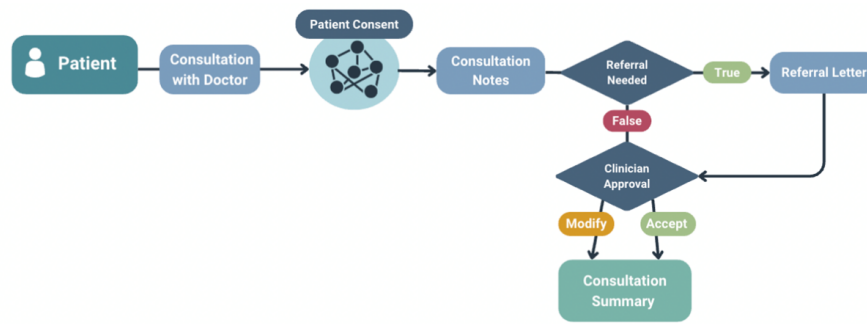 Patient Consent
Patient
Consultation
with Doctor
Consultation
Notes
Referral
Needed
True
Referral Letter
False
Clinician
Approval
Modify
Accept
Consultation
Summary